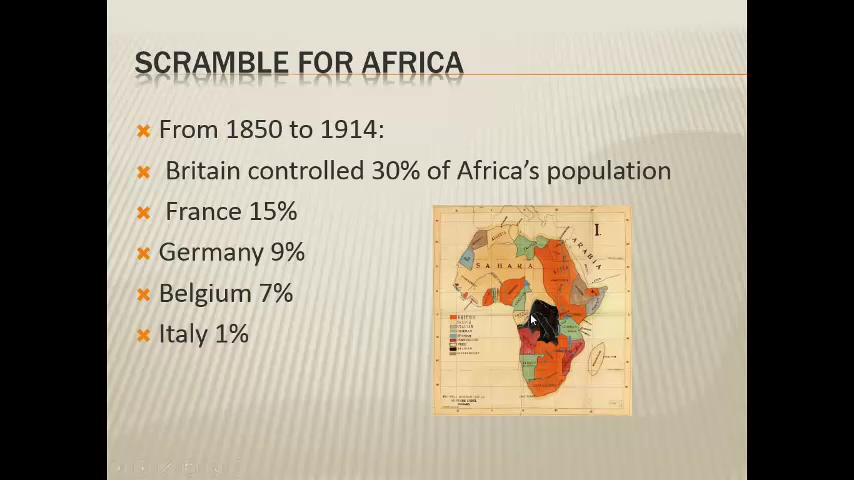 SCRAMBLE FOR AFRICA
From 1850 to 1914:
Britain controlled 30% of Africa’s population
France 15%
Germany 9%
Belgium 7%
Italy 1%
I.
ARABIA
SAHARA